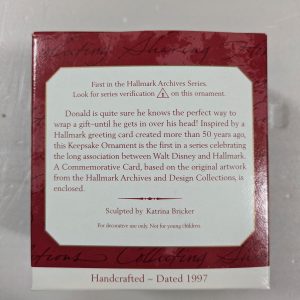 Collecting Sharing
First in the Hallmark Archives Series.
Look for series verification 1 on this ornament.
Donald is quite sure he knows the perfect way to
wrap a gift–until he gets in over his head! Inspired by a
Hallmark greeting card created more than 50 years ago,
this Keepsake Ornament is the first in a series celebrating
the long association between Walt Disney and Hallmark.
A Commemorative Card, based on the original artwork
from the Hallmark Archives and Design Collections, is
enclosed.
Sculpted by Katrina Bricker
For decorative use only. Not for young children.
Collecting
Handcrafted ~ Dated 1997